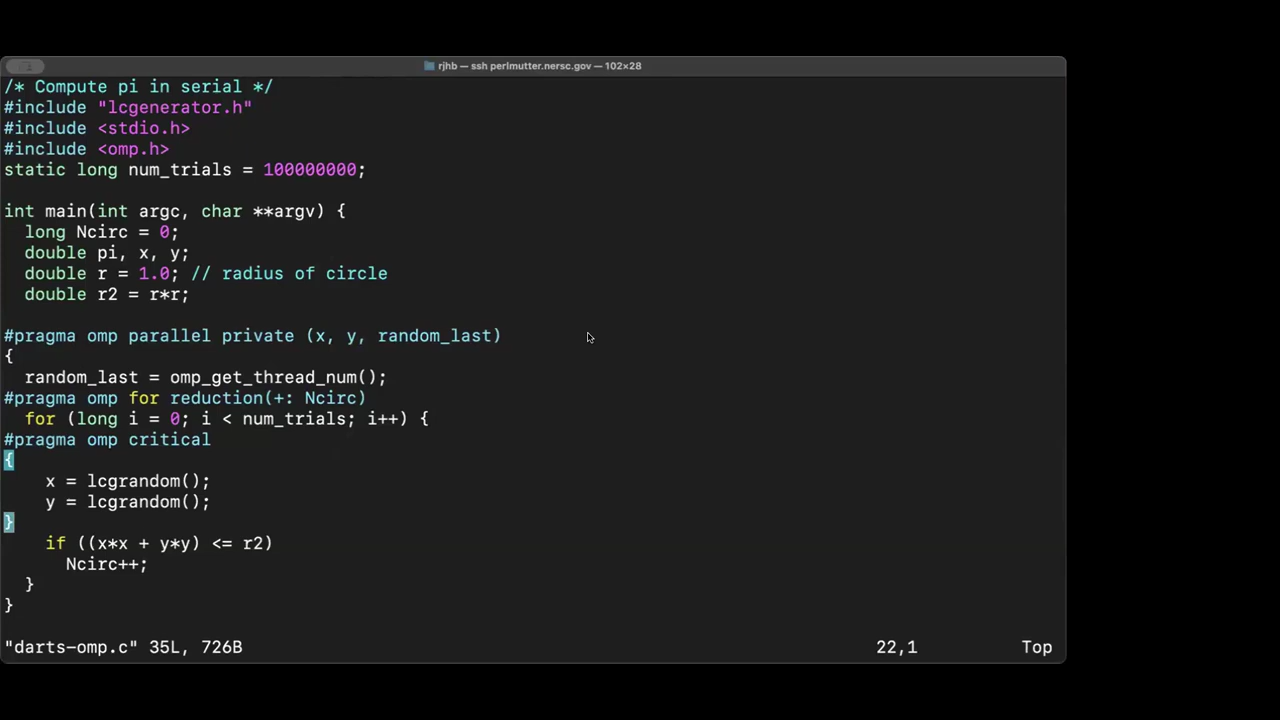 rjhb — ssh perlmutter.nersc.gov — 102×28
/* Compute pi in serial */
#include "lcgenerator.h"
#include <stdio.h>
#include <omp.h>
static long num_trials = 100000000;
int main(int argc, char **argv) {
  long Ncirc = 0;
  double pi, x, y;
  double r = 1.0; // radius of circle
  double r2 = r*r;
#pragma omp parallel private (x, y, random_last)
{
  random_last = omp_get_thread_num();
#pragma omp for reduction(+: Ncirc)
  for (long i = 0; i < num_trials; i++) {
#pragma omp critical
{
    x = lcgrandom();
    y = lcgrandom();
}
    if ((x*x + y*y) <= r2)
      Ncirc++;
  }
}
"darts-omp.c" 35L, 726B 22,1 Top